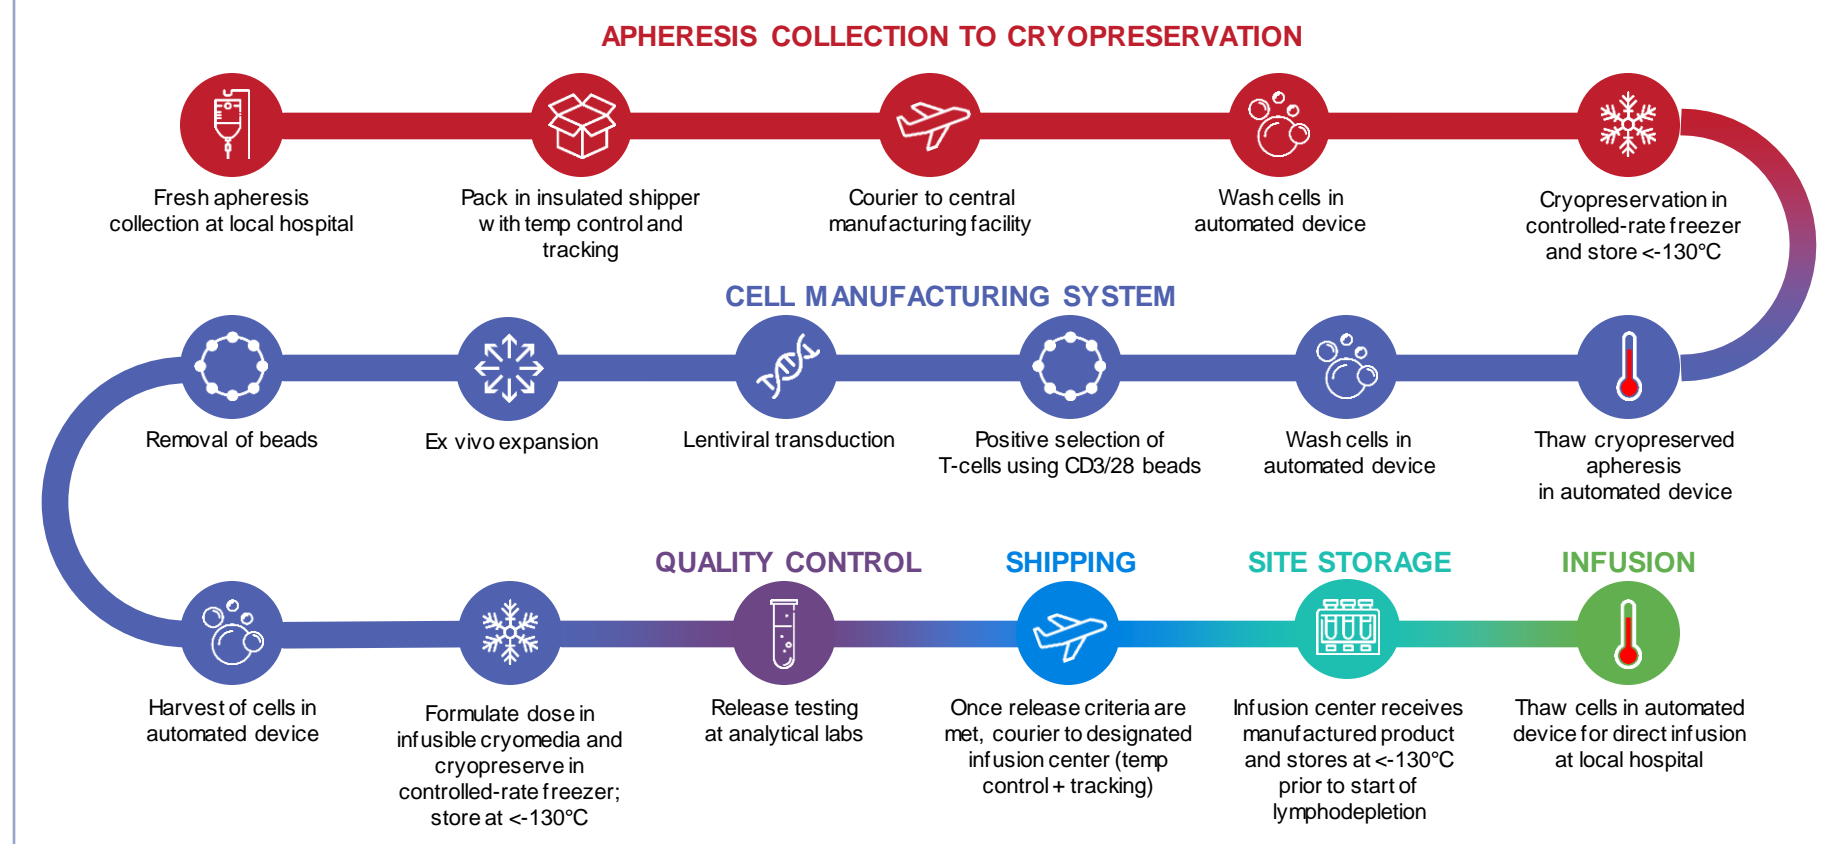 APHERESIS COLLECTION TO CRYOPRESERVATION
Fresh apheresis
collection at local hospital
Pack in insulated shipper
with temp control and
tracking
Courier to central
manufacturing facility
Wash cells in
automated device
Cryopreservation in
controlled-rate freezer
and store <-130°C
CELL MANUFACTURING SYSTEM
Removal of beads
Ex vivo expansion
Lentiviral transduction
Positive selection of
T-cells using CD3/28 beads
Wash cells in
automated device
Thaw cryopreserved
apheresis
in automated device
QUALITY CONTROL
SHIPPING
SITE STORAGE
INFUSION
Harvest of cells in
automated device
Formulate dose in
infusible cryomedia and
cryopreserve in
controlled-rate freezer;
store at <-130°C
Release testing
at analytical labs
Once release criteria are
met, courier to designated
infusion center (temp
control + tracking)
Infusion center receives
manufactured product
and stores at <-130°C
prior to start of
lymphodepletion
Thaw cells in automated
device for direct infusion
at local hospital